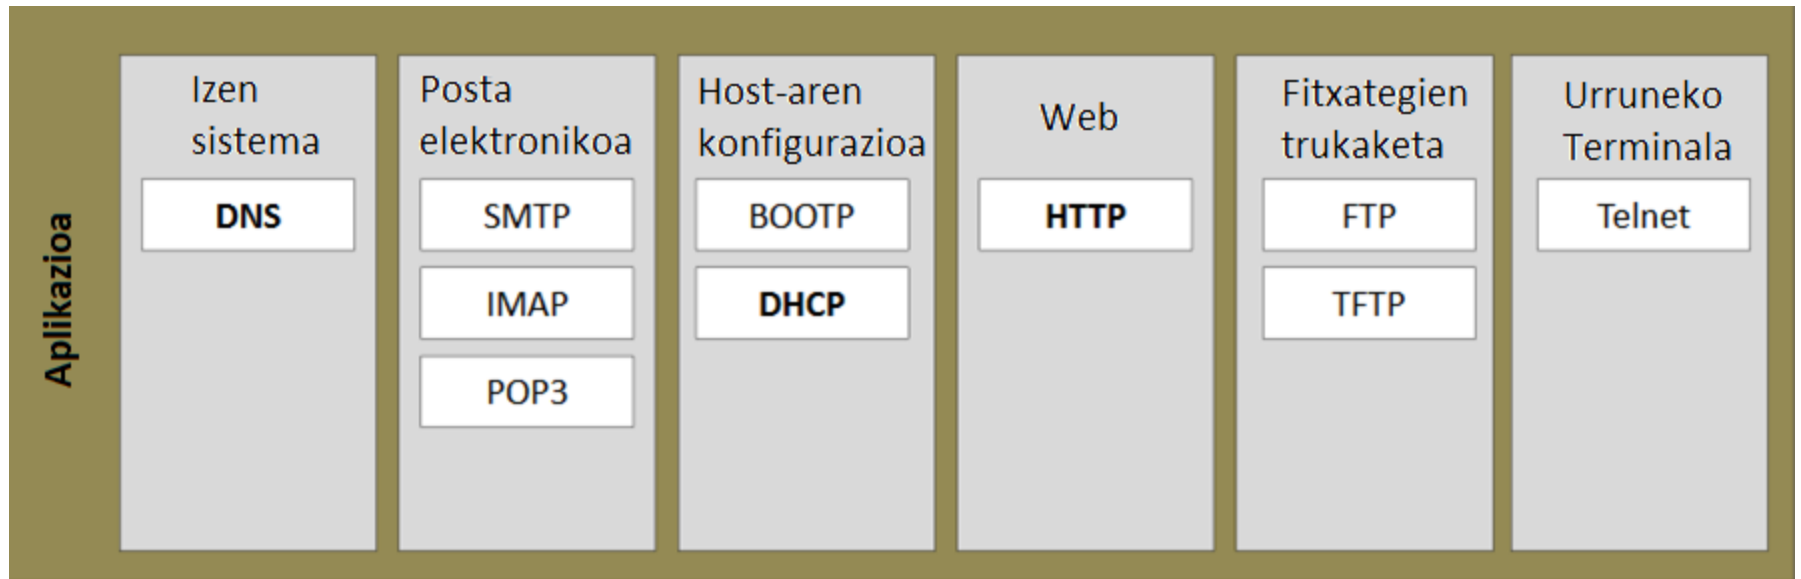 Aplikazioa
Izen
sistema
DNS
Posta
elektronikoa
SMTP
IMAP
POP3
Host-aren
konfigurazioa
BOOTP
DHCP
Web
HTTP
Fitxategien
trukaketa
FTP
TFTP
Urruneko
Terminala
Telnet